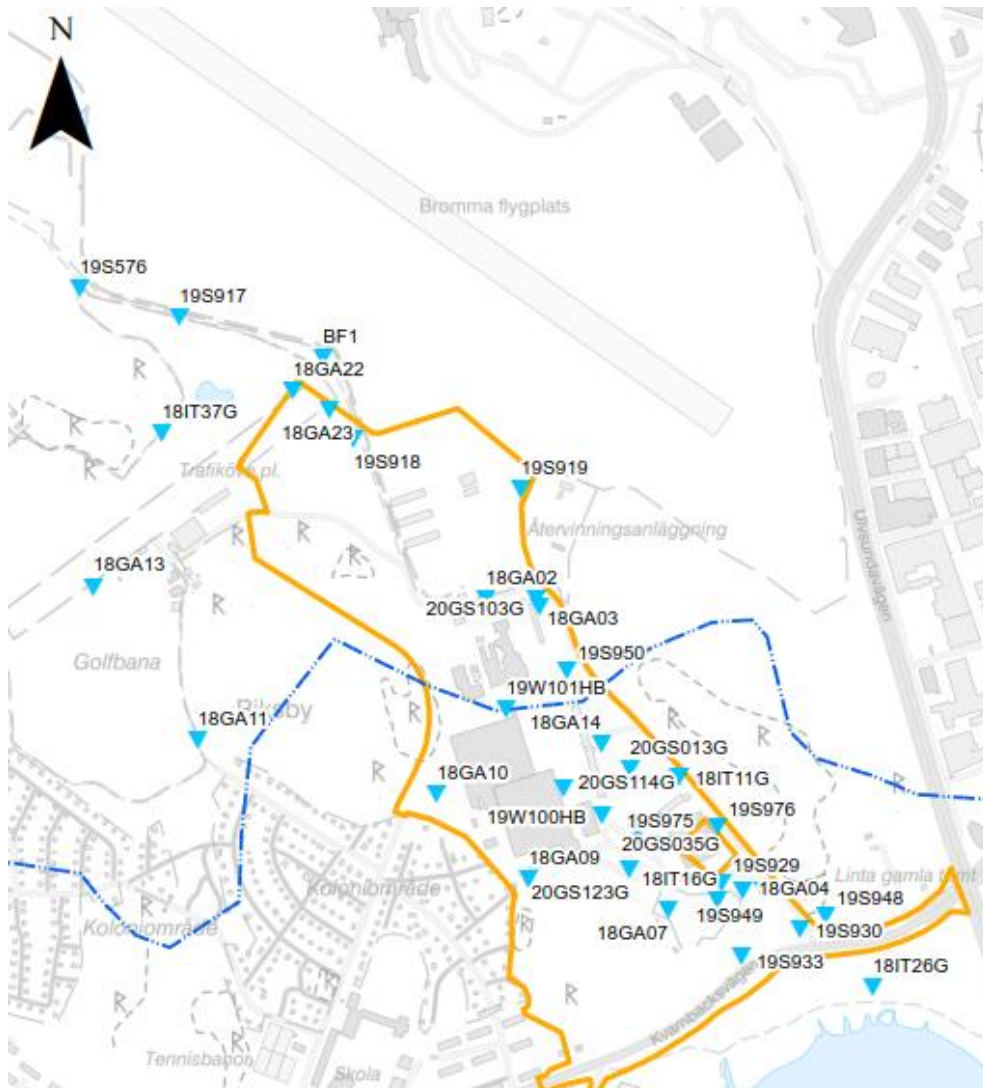 N
Bromma flygplats
19S576
19S917
BF1
18GA22
18IT37G
18GA23
19S918
Trafikövn pl.
19S919
Återvinningsanläggning
Ulvsundavägen
18GA13
18GA02
20GS103G
18GA03
Golfbana
19S950
19W101HB
Riksby
18GA11
18GA14
20GS013G
18GA10
18IT11G
20GS114G
19W100HB
19S975
19S976
20GS035G
18GA09
Koloniområde
20GS123G
18IT16G
19S929
Linta gamla tomt
18GA04
19S948
Koloniområde
18GA07
19S949
19S930
19S933
18IT26G
Kvarnbacksvägen
Tennisbanor
Skola